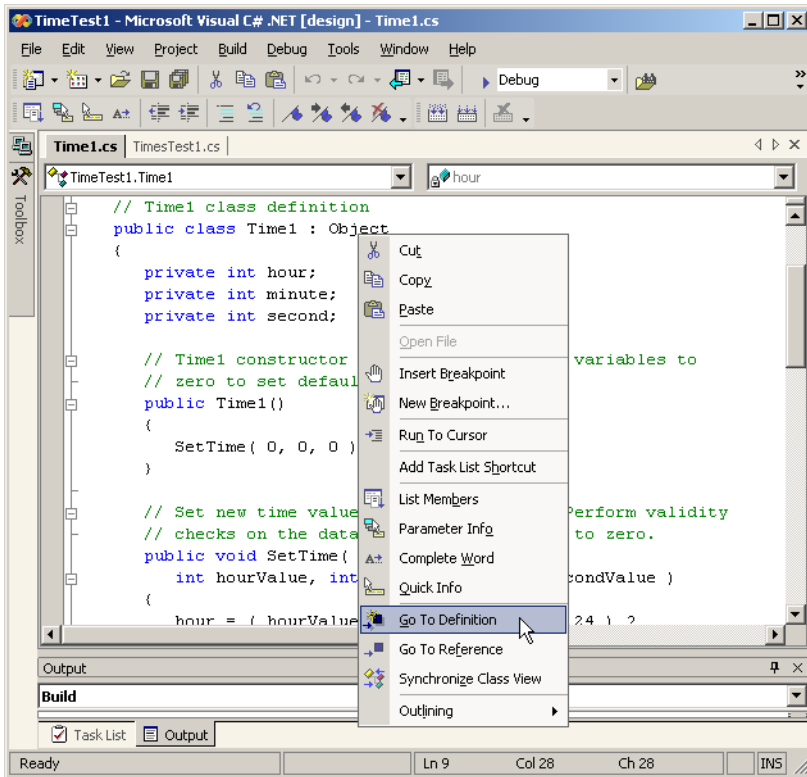 TimeTest1 - Microsoft Visual C# .NET [design] - Time1.cs
File Edit View Project Build Debug Tools Window Help
Debug
Time1.cs TimesTest1.cs
TimeTest1.Time1 hour
Toolbox
// Time1 class definition
public class Time1 : Object
{
private int hour;
private int minute;
private int second;
// Time1 constructor variables to
// zero to set defaul
public Time1()
{
SetTime( 0, 0, 0 )
}
// Set new time value Perform validity
// checks on the data to zero.
public void SetTime(
int hourValue, int condValue )
{
hour = ( hourValue 24 ) ?
Cut
Copy
Paste
Open File
Insert Breakpoint
New Breakpoint...
Run To Cursor
Add Task List Shortcut
List Members
Parameter Info
Complete Word
Quick Info
Go To Definition
Go To Reference
Synchronize Class View
Outlining
Output
Build
Task List Output
Ready Ln 9 Col 28 Ch 28 INS